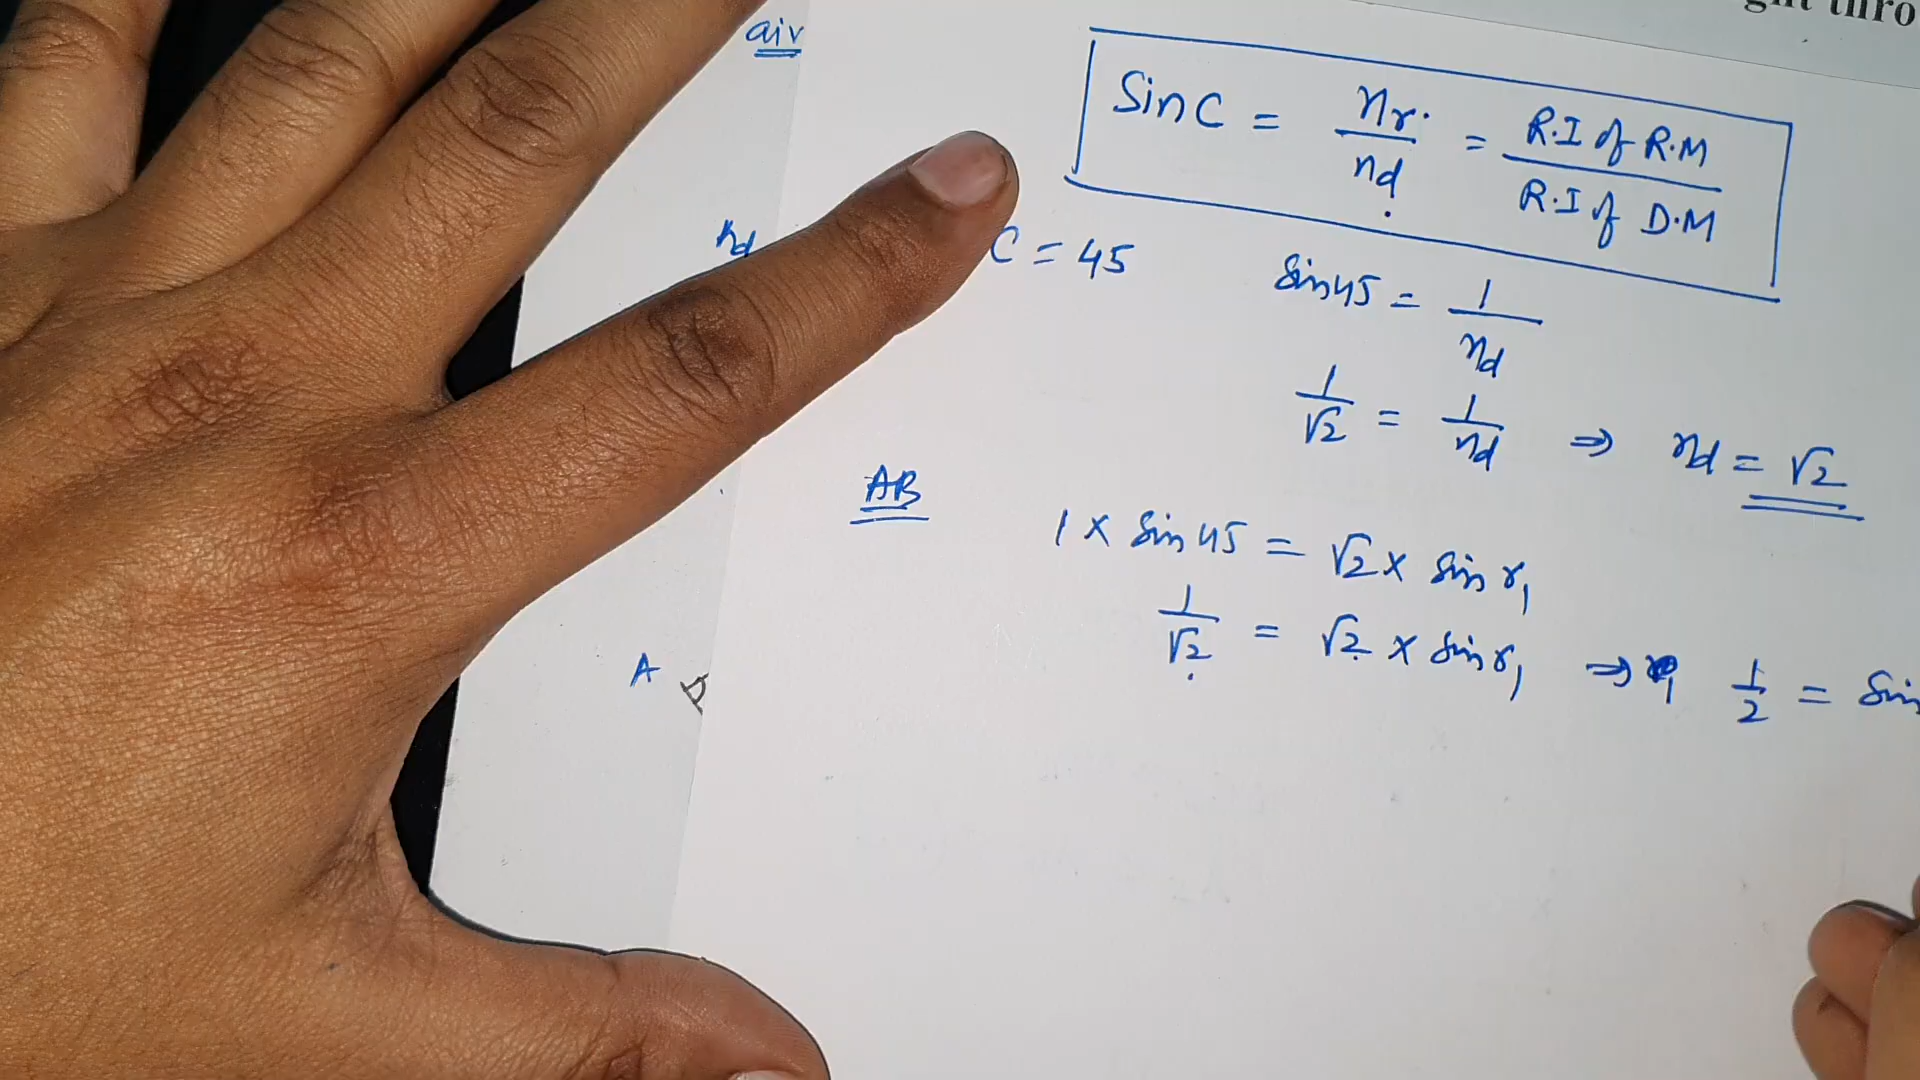 air
Sin C = nr/nd = R.I of R.M / R.I of D.M
nd
C = 45
Sin45 = 1/nd
1/√2 = 1/nd ⇒ nd = √2
AB
1 × Sin 45 = √2 × Sin r1
1/√2 = √2 × Sin r1 ⇒ 1/2 = Sin
A